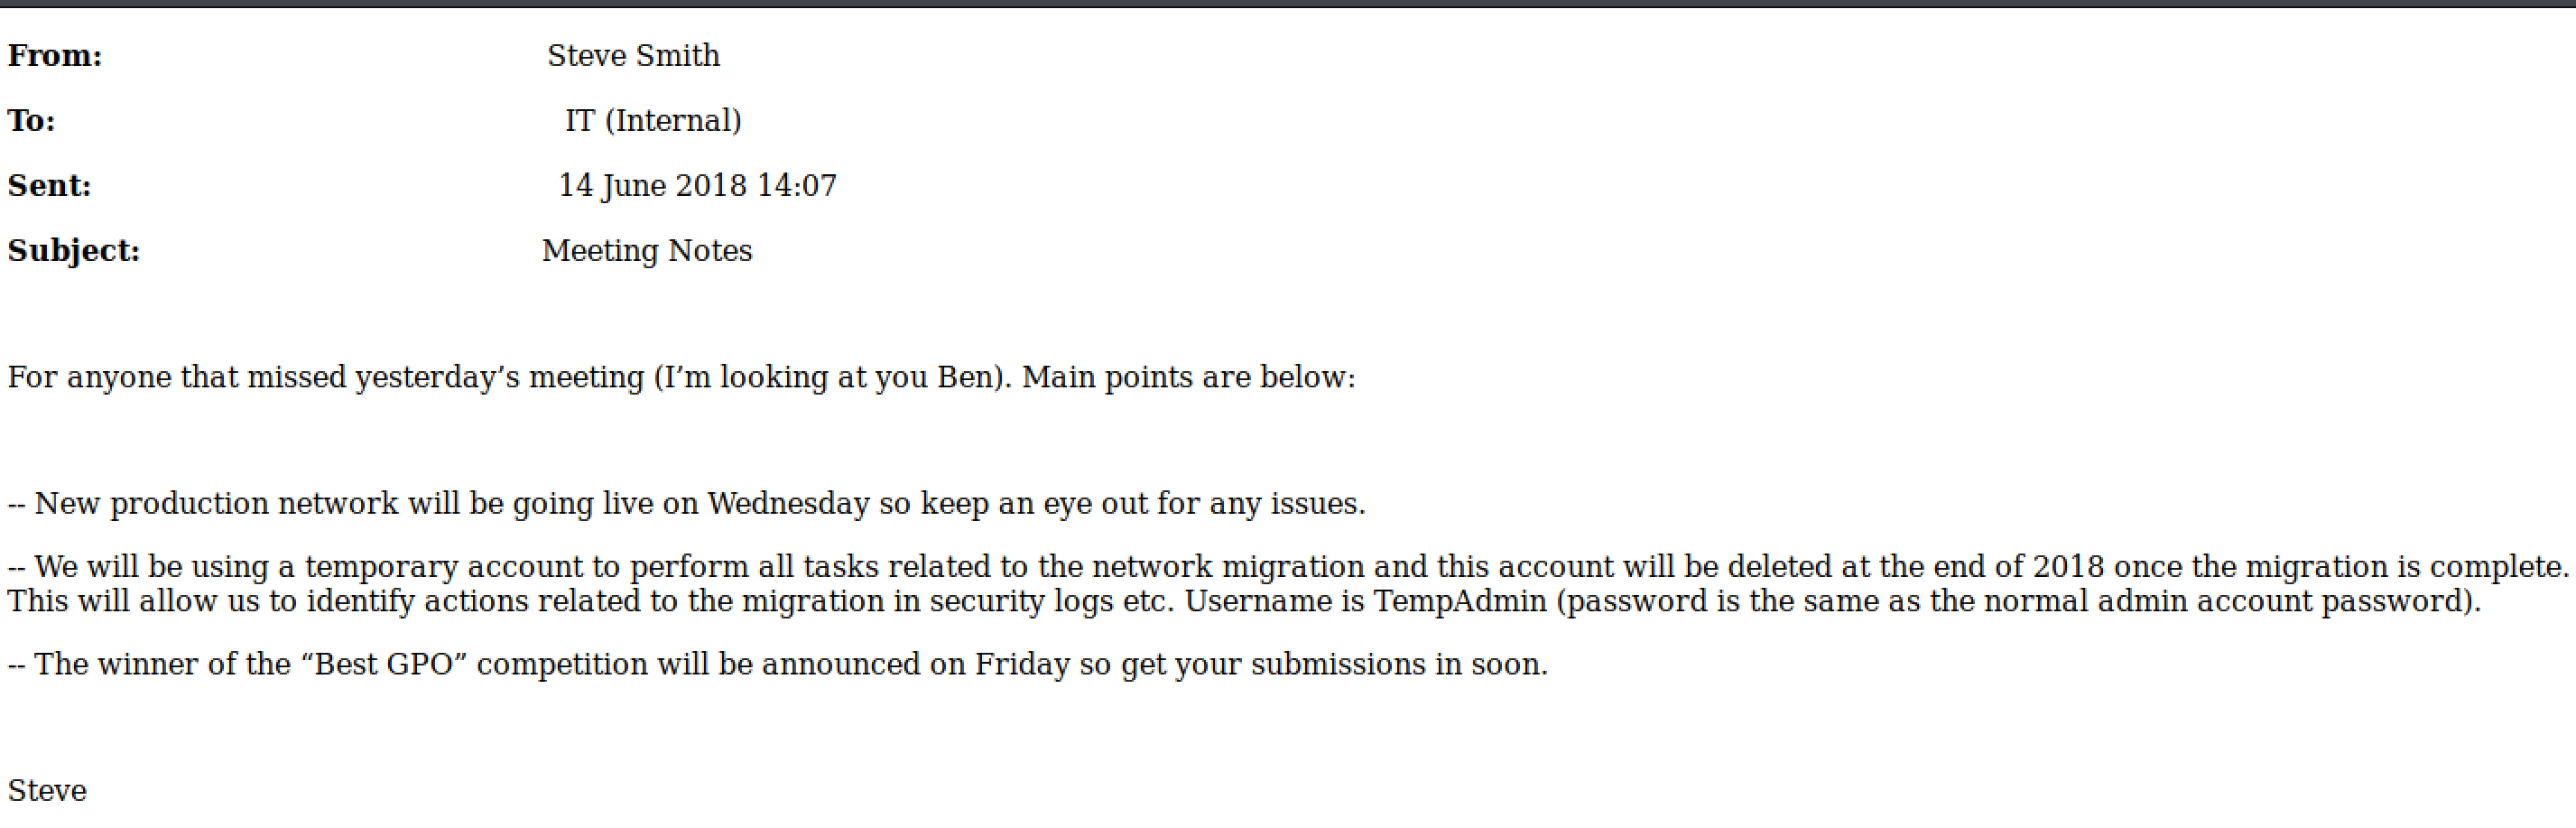 From: Steve Smith
To: IT (Internal)
Sent: 14 June 2018 14:07
Subject: Meeting Notes
For anyone that missed yesterday’s meeting (I’m looking at you Ben). Main points are below:
-- New production network will be going live on Wednesday so keep an eye out for any issues.
-- We will be using a temporary account to perform all tasks related to the network migration and this account will be deleted at the end of 2018 once the migration is complete.
This will allow us to identify actions related to the migration in security logs etc. Username is TempAdmin (password is the same as the normal admin account password).
-- The winner of the “Best GPO” competition will be announced on Friday so get your submissions in soon.
Steve